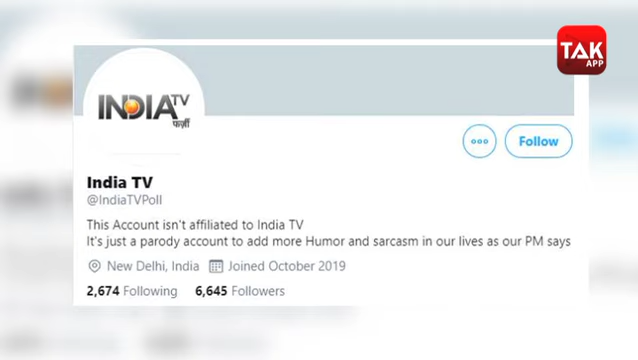 TAK
APP
INDIA TV
फर्ज़ी
Follow
India TV
@IndiaTVPoll
This Account isn't affiliated to India TV
It's just a parody account to add more Humor and sarcasm in our lives as our PM says
New Delhi, India Joined October 2019
2,674 Following 6,645 Followers